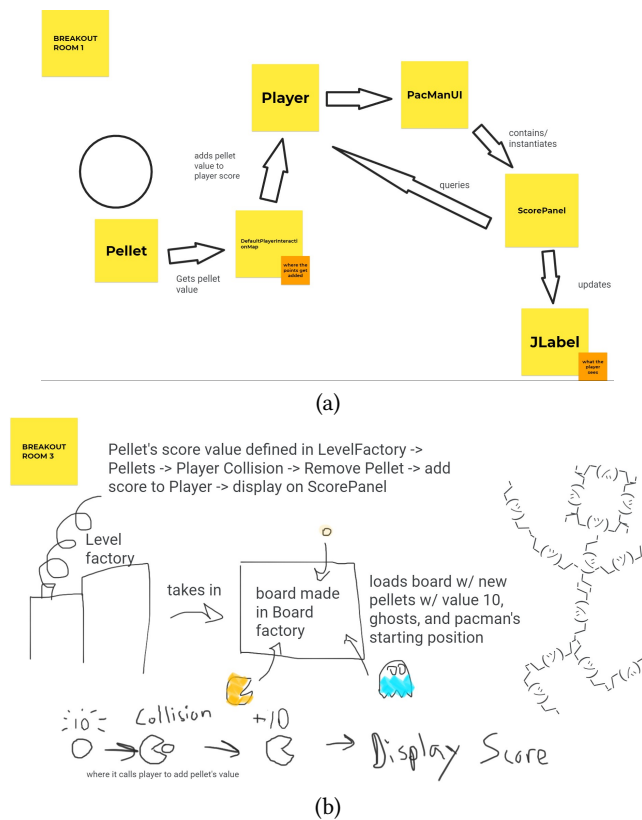 BREAKOUT
ROOM 1
Player
PacManUI
contains/
instantiates
adds pellet
value to
player score
queries
ScorePanel
Pellet
DefaultPlayerInteracti
onMap
where the
points get
added
Gets pellet
value
updates
JLabel
what the
player
sees
(a)
BREAKOUT
ROOM 3
Pellet's score value defined in LevelFactory ->
Pellets -> Player Collision -> Remove Pellet -> add
score to Player -> display on ScorePanel
Level
factory
takes in
board made
in Board
factory
loads board w/ new
pellets w/ value 10,
ghosts, and pacman's
starting position
10
Collision
+10
Display Score
where it calls player to add pellet's value
(b)